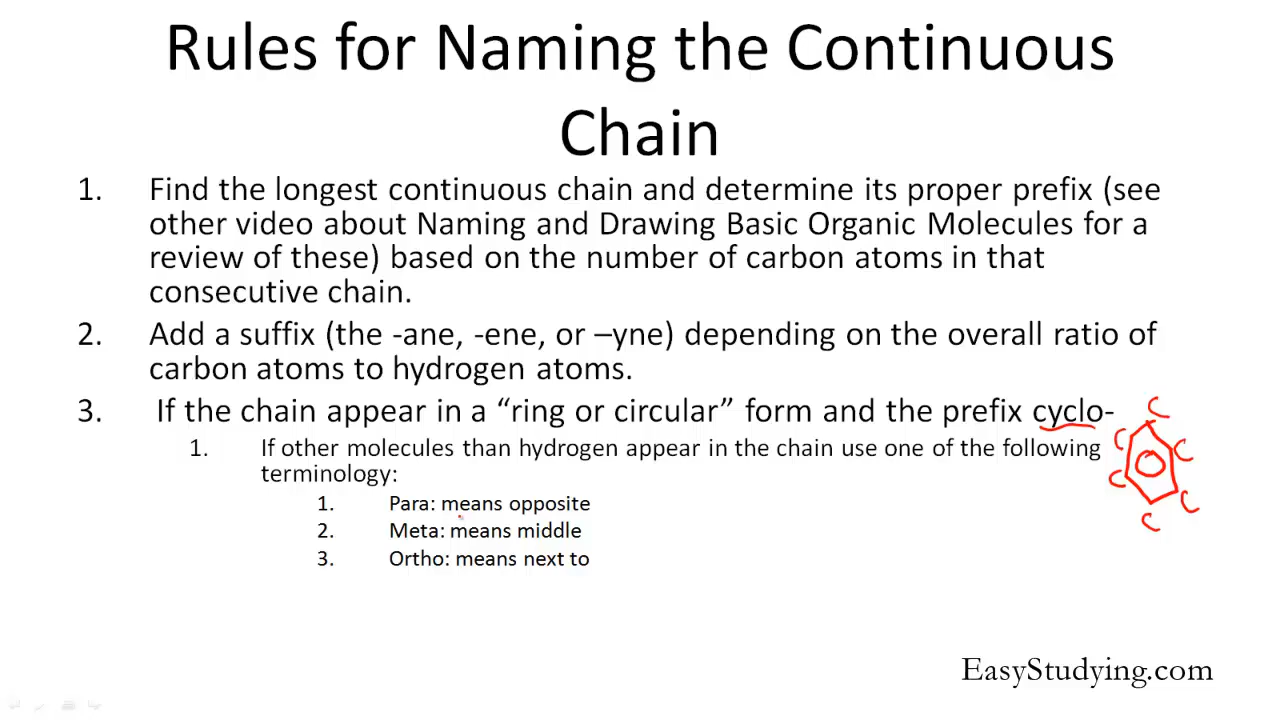 Rules for Naming the Continuous
Chain
1. Find the longest continuous chain and determine its proper prefix (see
other video about Naming and Drawing Basic Organic Molecules for a
review of these) based on the number of carbon atoms in that
consecutive chain.
2. Add a suffix (the -ane, -ene, or –yne) depending on the overall ratio of
carbon atoms to hydrogen atoms.
3. If the chain appear in a “ring or circular” form and the prefix cyclo-
1. If other molecules than hydrogen appear in the chain use one of the following
terminology:
1. Para: means opposite
2. Meta: means middle
3. Ortho: means next to
C
C
C
C
C
C
EasyStudying.com